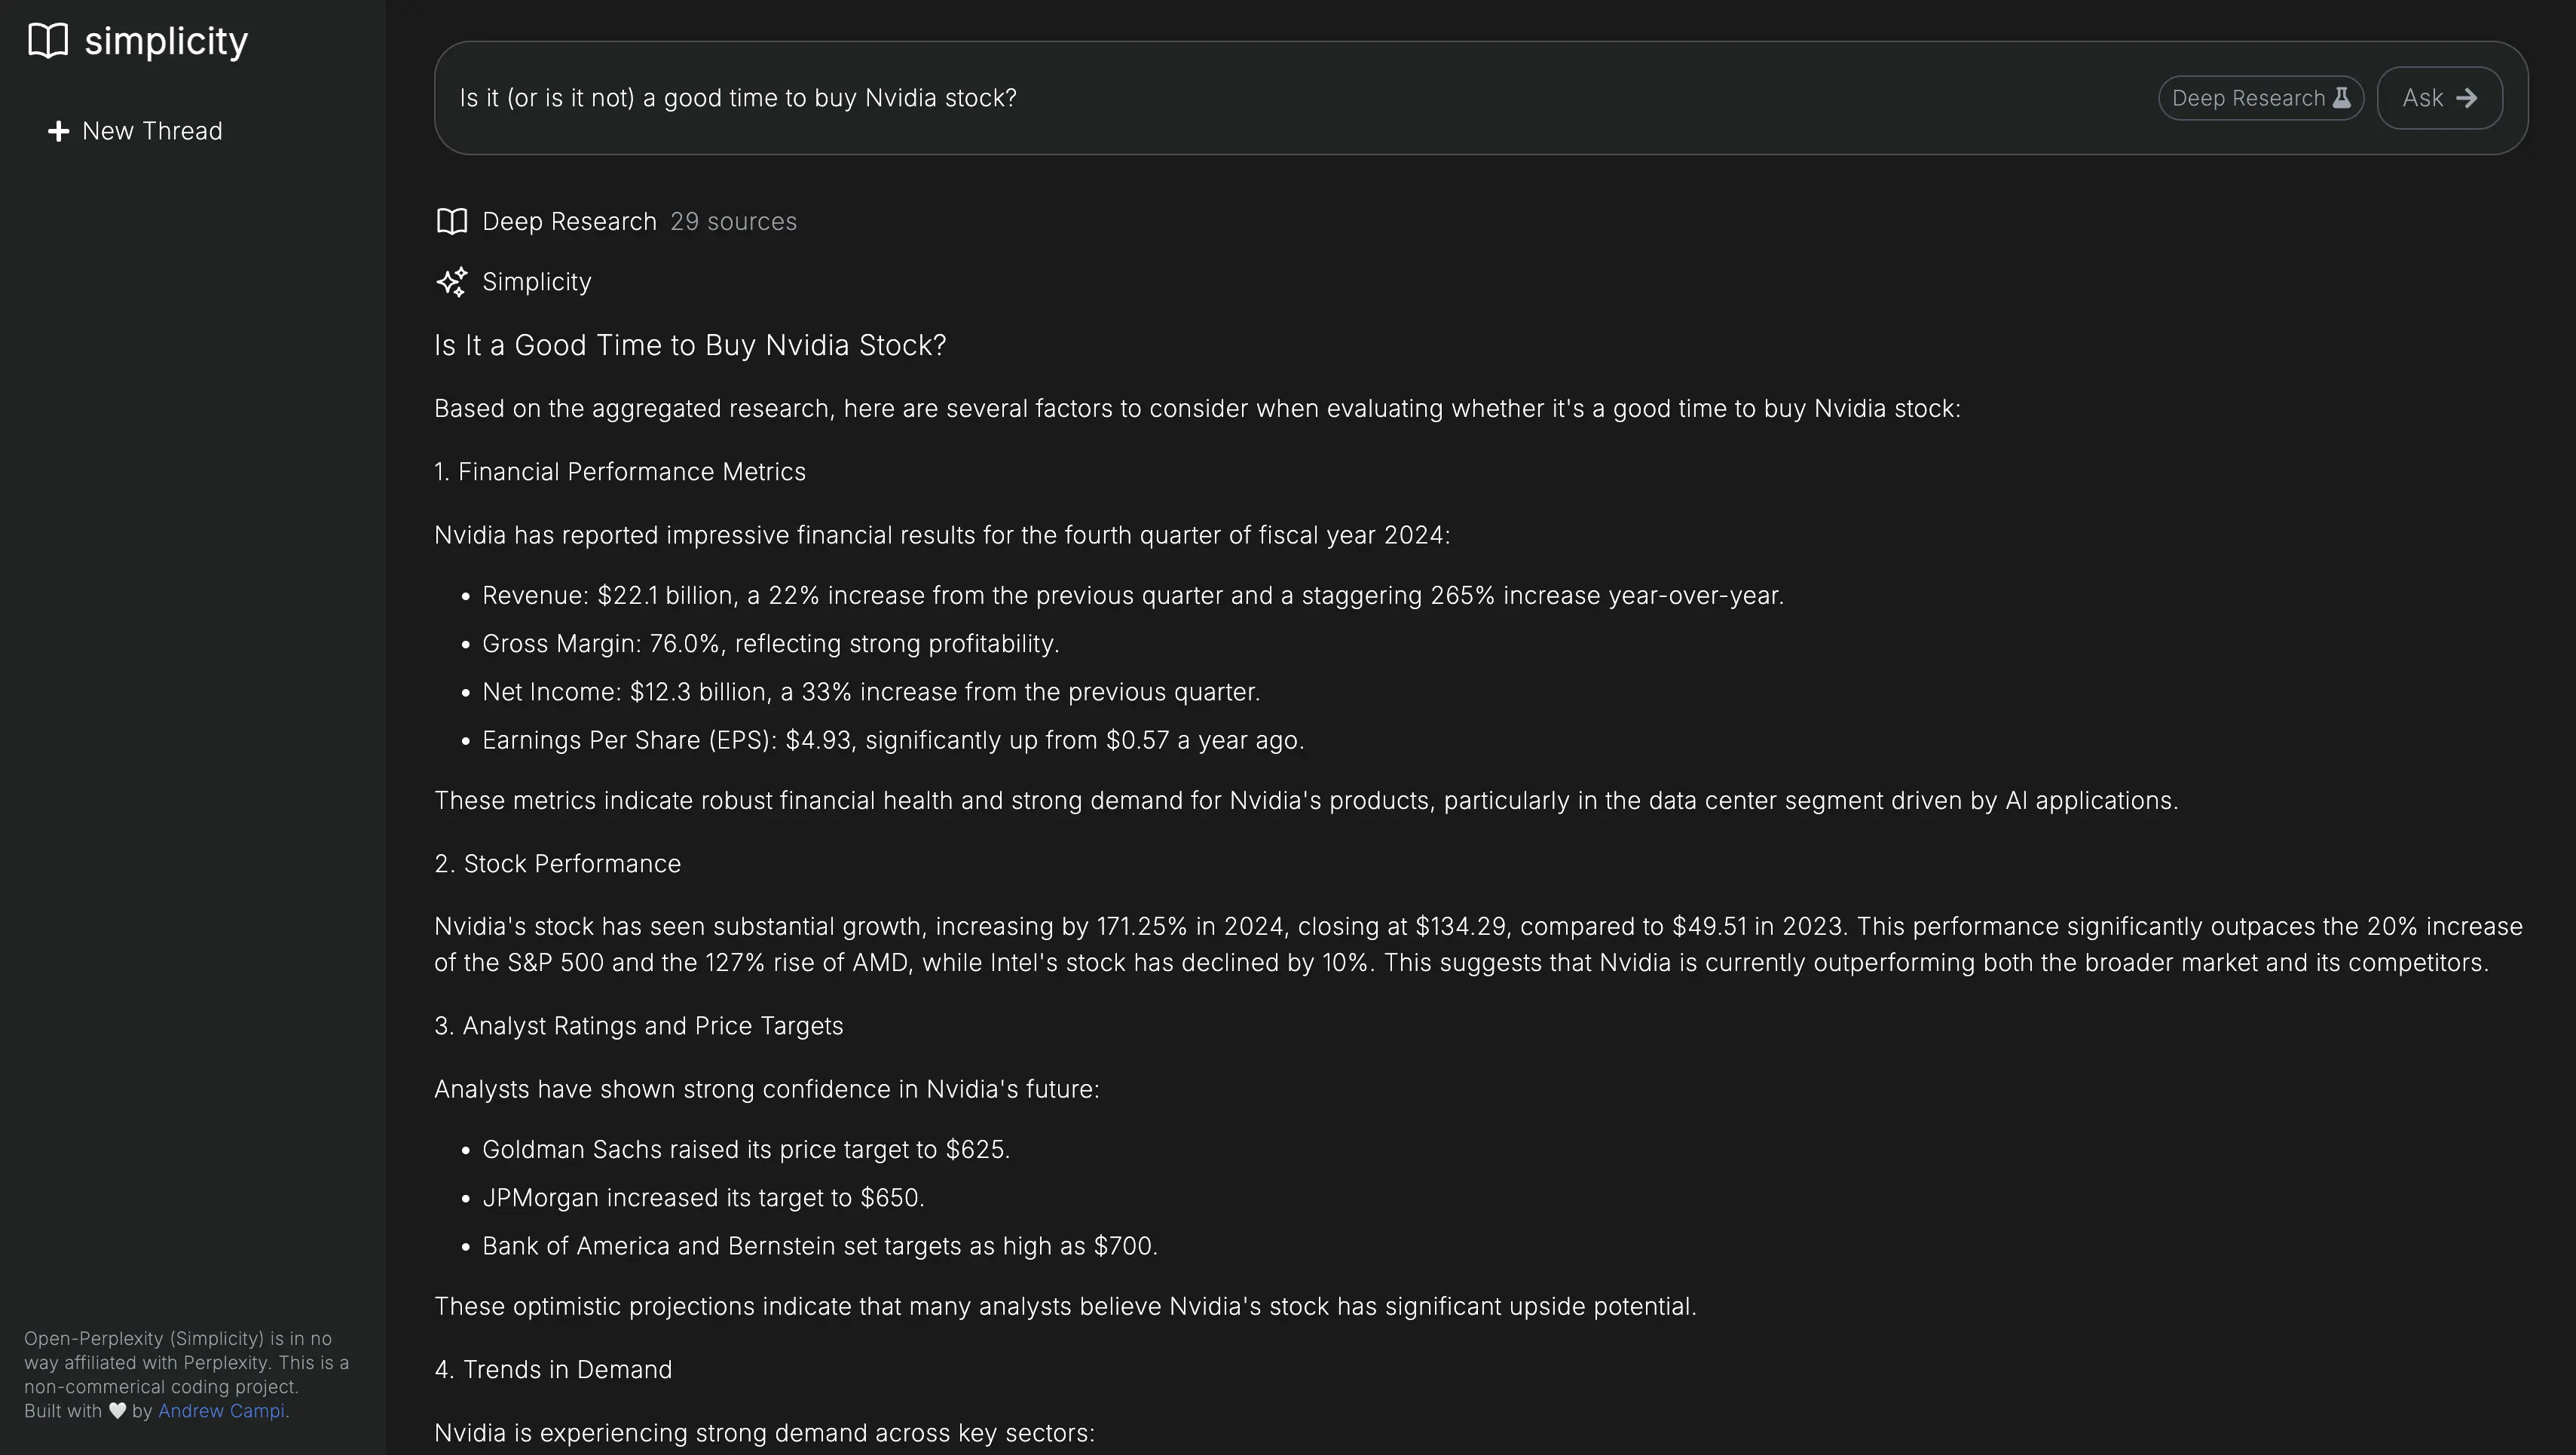 simplicity
New Thread
Is it (or is it not) a good time to buy Nvidia stock?
Deep Research
Ask
Deep Research 29 sources
Simplicity
Is It a Good Time to Buy Nvidia Stock?
Based on the aggregated research, here are several factors to consider when evaluating whether it's a good time to buy Nvidia stock:
1. Financial Performance Metrics
Nvidia has reported impressive financial results for the fourth quarter of fiscal year 2024:
• Revenue: $22.1 billion, a 22% increase from the previous quarter and a staggering 265% increase year-over-year.
• Gross Margin: 76.0%, reflecting strong profitability.
• Net Income: $12.3 billion, a 33% increase from the previous quarter.
• Earnings Per Share (EPS): $4.93, significantly up from $0.57 a year ago.
These metrics indicate robust financial health and strong demand for Nvidia's products, particularly in the data center segment driven by AI applications.
2. Stock Performance
Nvidia's stock has seen substantial growth, increasing by 171.25% in 2024, closing at $134.29, compared to $49.51 in 2023. This performance significantly outpaces the 20% increase
of the S&P 500 and the 127% rise of AMD, while Intel's stock has declined by 10%. This suggests that Nvidia is currently outperforming both the broader market and its competitors.
3. Analyst Ratings and Price Targets
Analysts have shown strong confidence in Nvidia's future:
• Goldman Sachs raised its price target to $625.
• JPMorgan increased its target to $650.
• Bank of America and Bernstein set targets as high as $700.
These optimistic projections indicate that many analysts believe Nvidia's stock has significant upside potential.
4. Trends in Demand
Nvidia is experiencing strong demand across key sectors:
Open-Perplexity (Simplicity) is in no
way affiliated with Perplexity. This is a
non-commerical coding project.
Built with 🤍 by Andrew Campi.